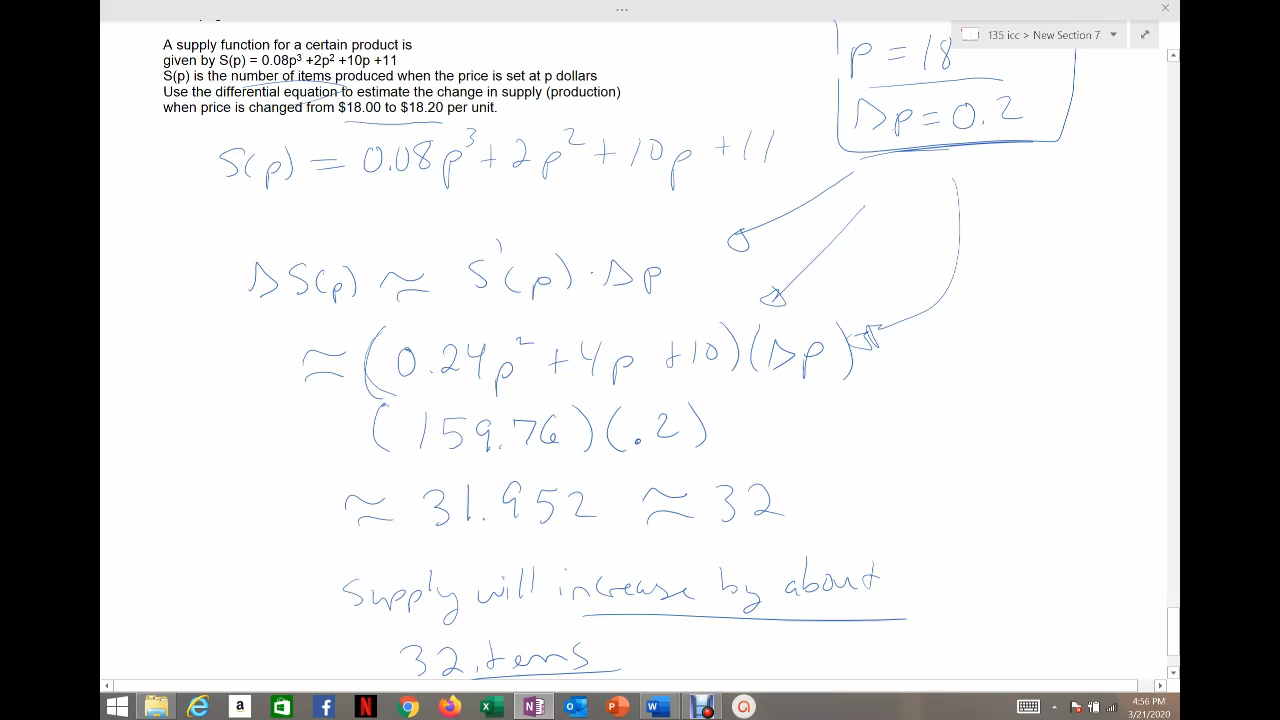 135 icc > New Section 7
A supply function for a certain product is
given by S(p) = 0.08p³ +2p² +10p +11
S(p) is the number of items produced when the price is set at p dollars
Use the differential equation to estimate the change in supply (production)
when price is changed from $18.00 to $18.20 per unit.
p = 18
Δp = 0.2
S(p) = 0.08p³ + 2p² + 10p + 11
ΔS(p) ≈ S'(p) · Δp
≈ (0.24p² + 4p + 10)(Δp)
(159.76)(.2)
≈ 31.952 ≈ 32
supply will increase by about
32 items
4:56 PM
3/21/2020